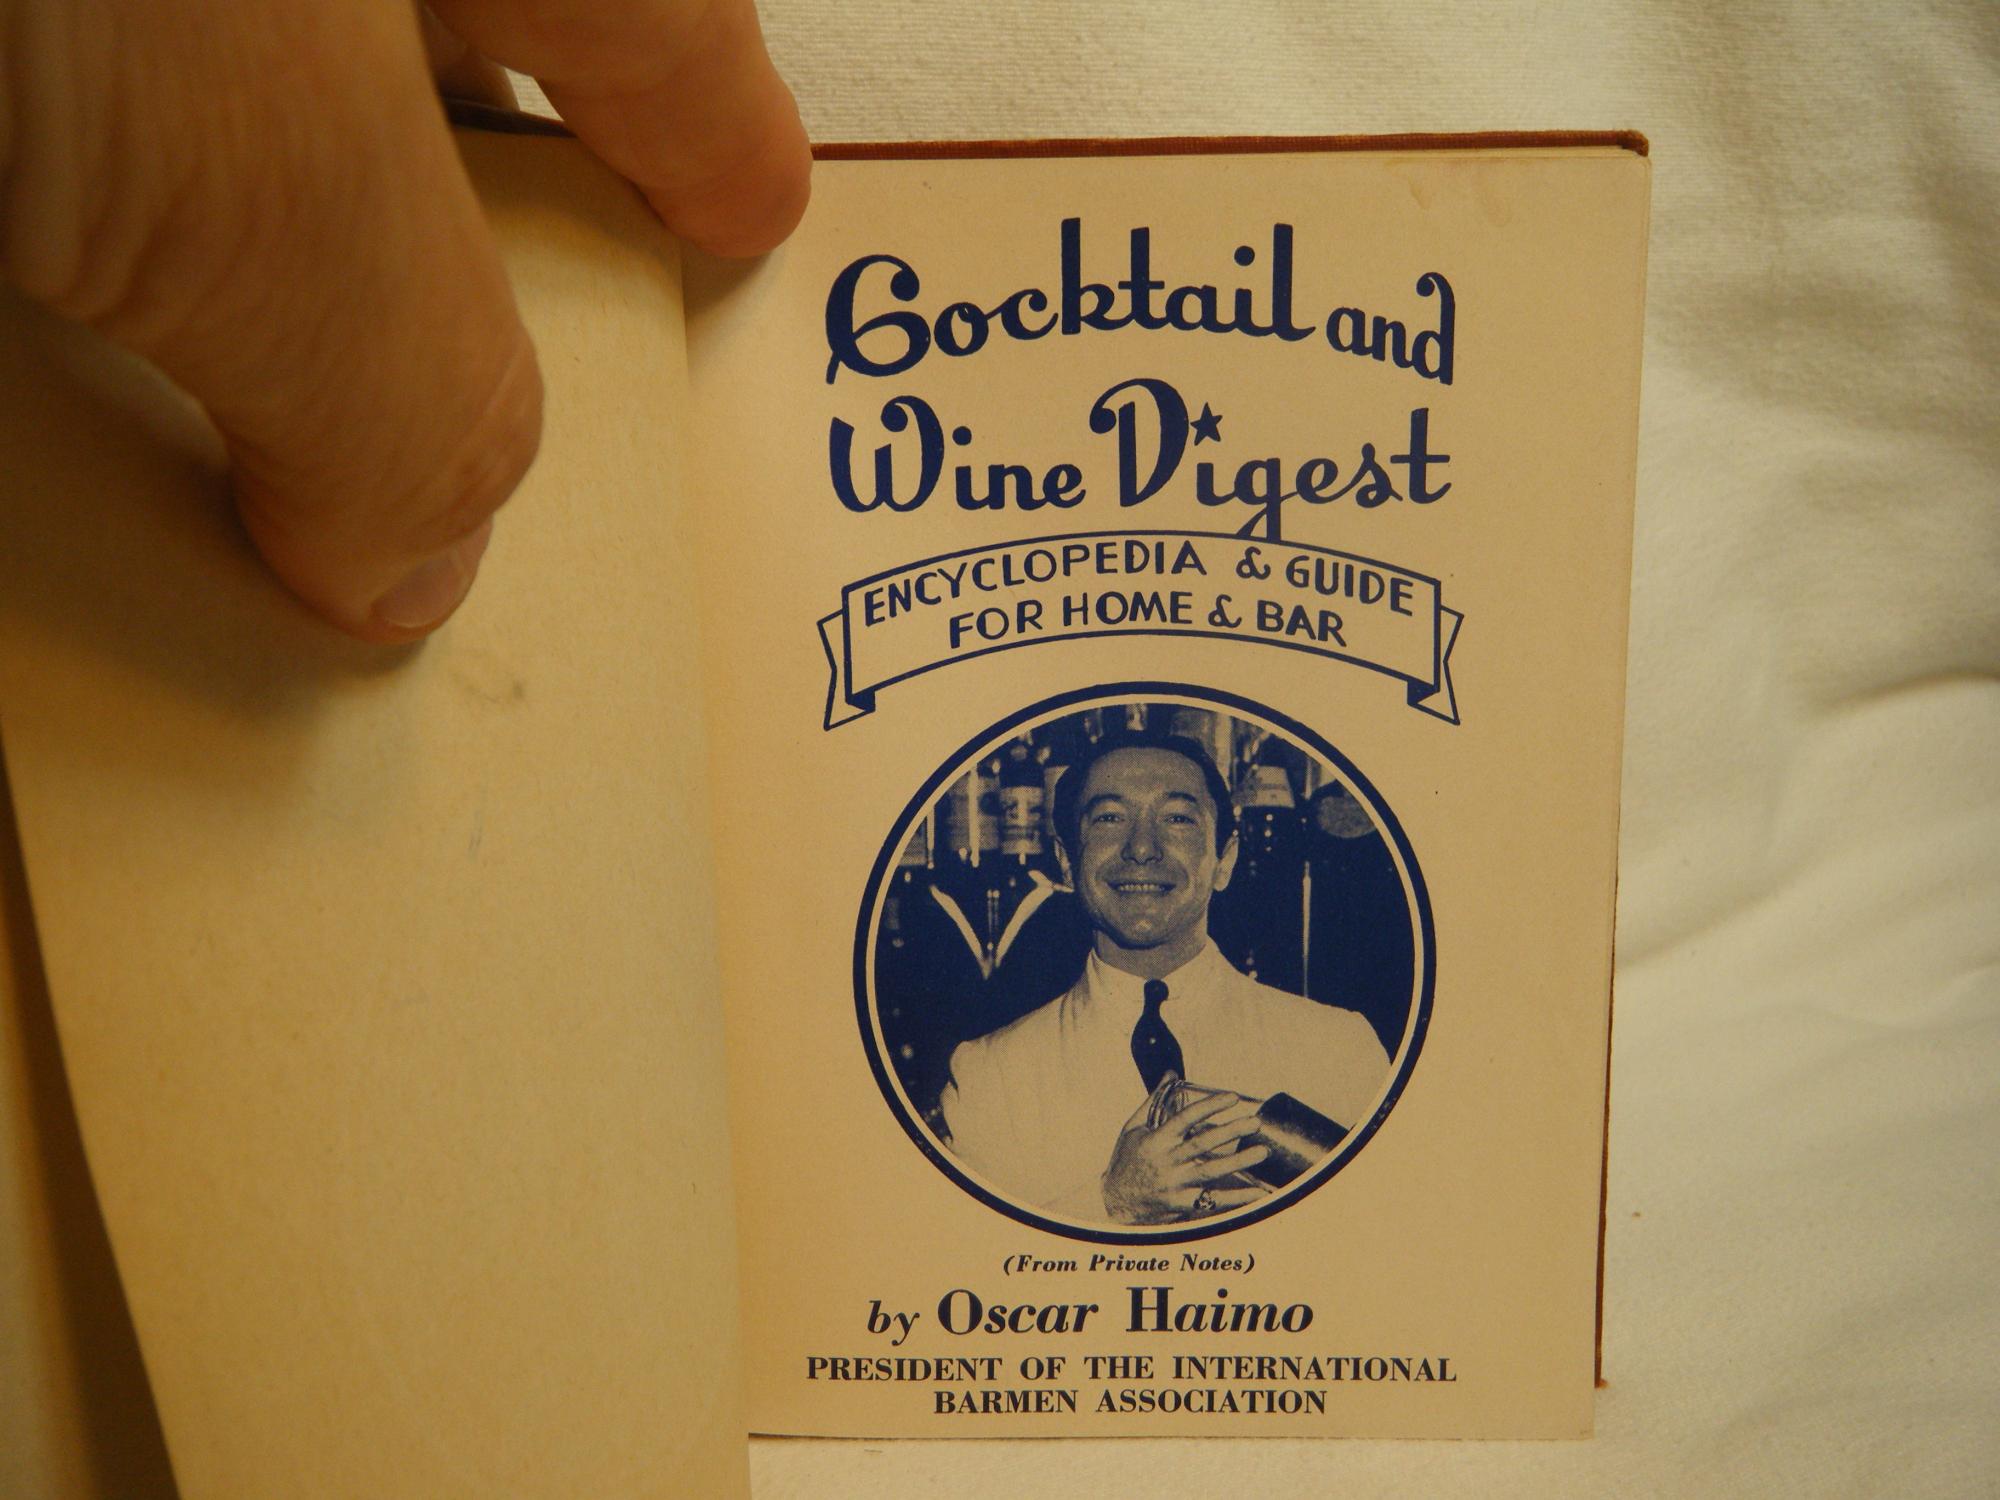 Cocktail and
Wine Digest
ENCYCLOPEDIA & GUIDE
FOR HOME & BAR
(From Private Notes)
by Oscar Haimo
PRESIDENT OF THE INTERNATIONAL
BARMEN ASSOCIATION